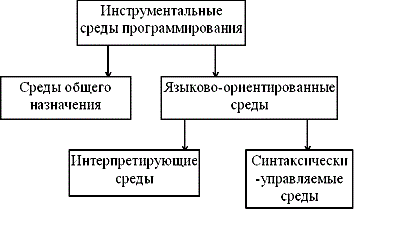 Инструментальные
среды программирования
Среды общего
назначения
Языково-ориентированные
среды
Интерпретирующие
среды
Синтаксически
-управляемые
среды